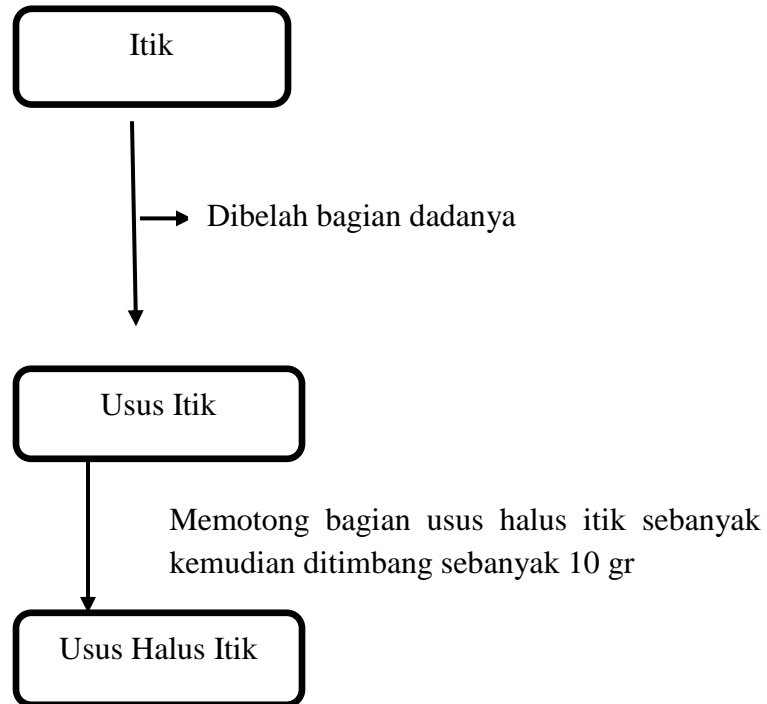 Itik
Dibelah bagian dadanya
Usus Itik
Memotong bagian usus halus itik sebanyak
kemudian ditimbang sebanyak 10 gr
Usus Halus Itik